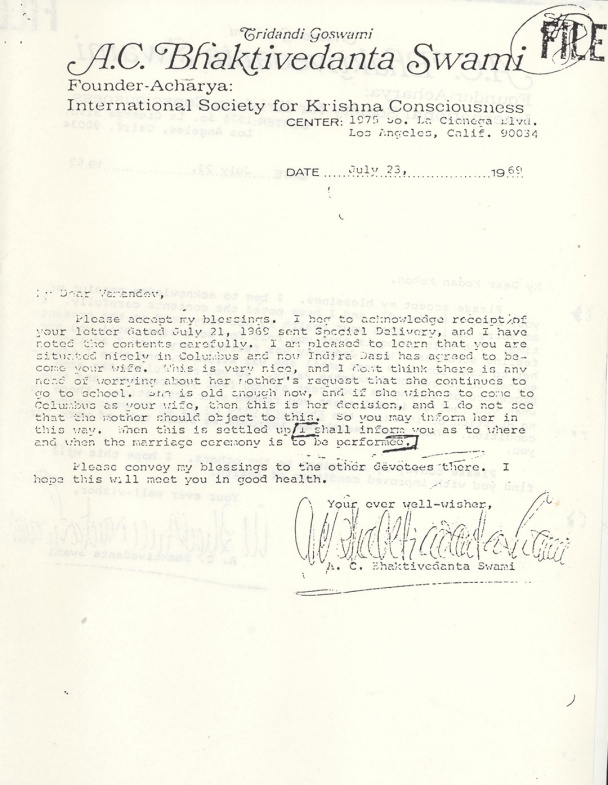 Tridandi Goswami
FILE
A.C. Bhaktivedanta Swami
Founder-Acharya:
International Society for Krishna Consciousness
CENTER: 1975 So. La Cienega Blvd.
Los Angeles, Calif. 90034
DATE ......July 23,......................1969
My Dear Vamandev,
Please accept my blessings. I beg to acknowledge receipt of
your letter dated July 21, 1969 sent Special Delivery, and I have
noted the contents carefully. I am pleased to learn that you are
situated nicely in Columbus and now Indira Dasi has agreed to be-
come your wife. This is very nice, and I dont think there is any
need of worrying about her mother's request that she continues to
go to school. She is old enough now, and if she wishes to come to
Columbus as your wife, then this is her decision, and I do not see
that the mother should object to this. So you may inform her in
this way. When this is settled up I shall inform you as to where
and when the marriage ceremony is to be performed.
Please convey my blessings to the other devotees there. I
hope this will meet you in good health.
Your ever well-wisher,
A. C. Bhaktivedanta Swami